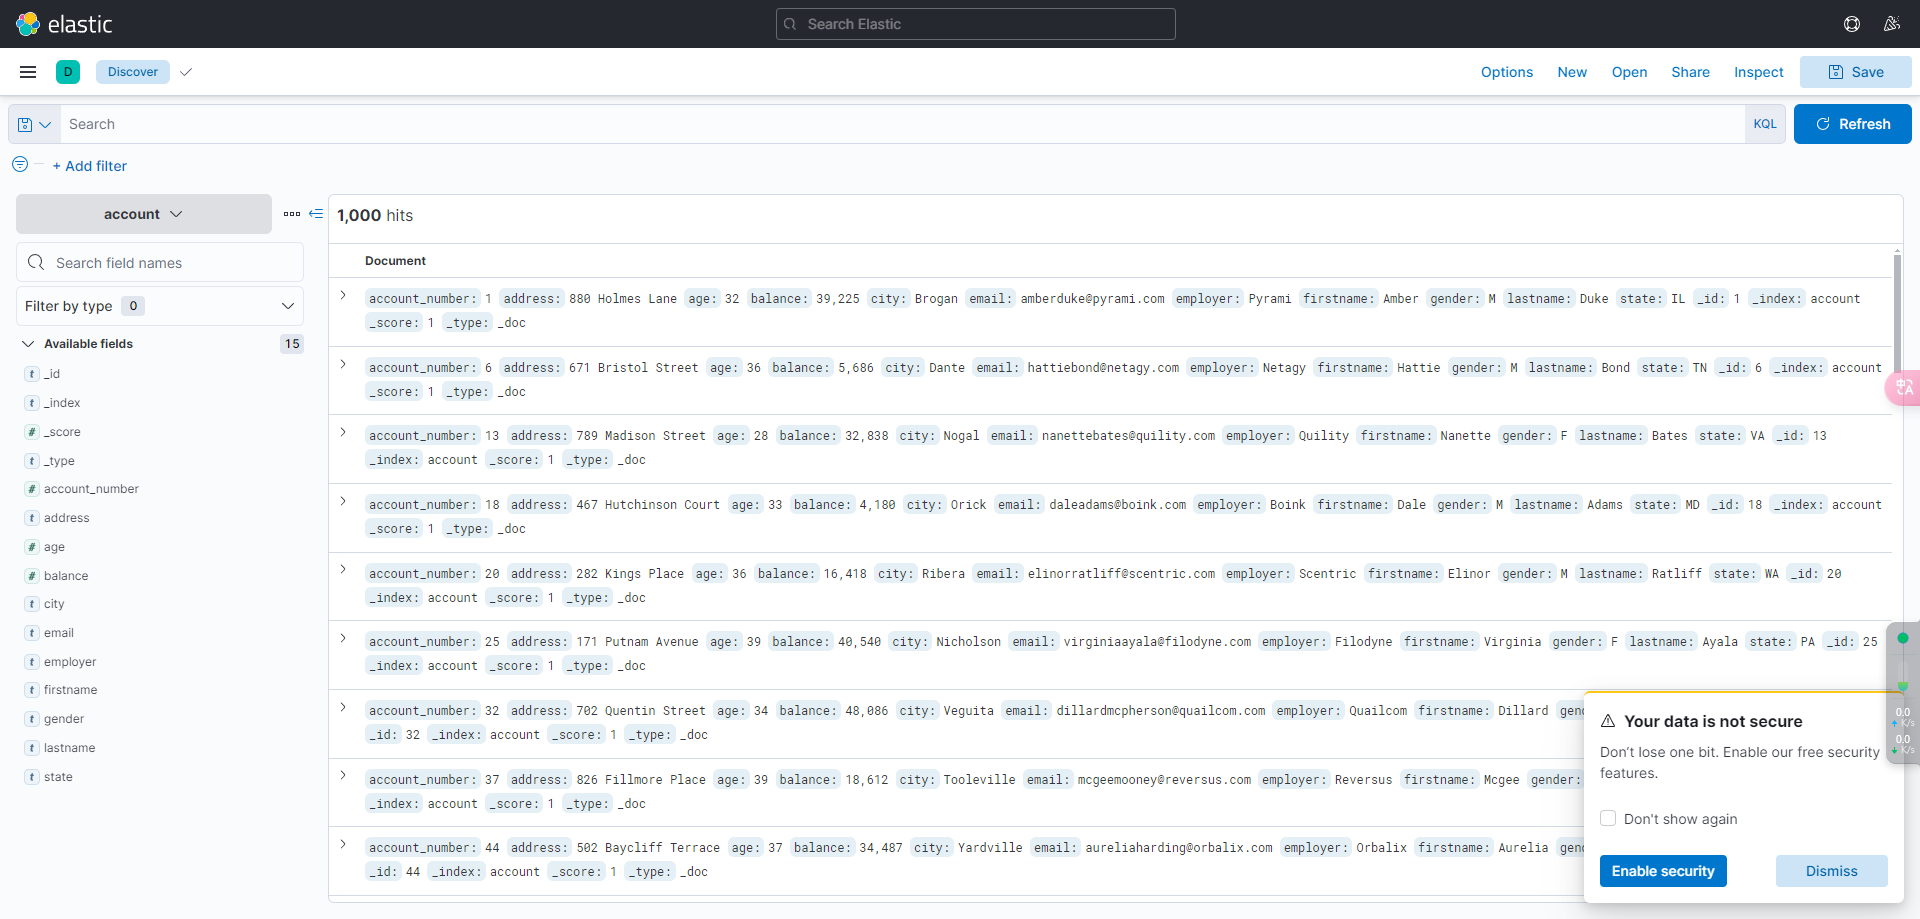 elastic
Search Elastic
D Discover Options New Open Share Inspect Save
Search KQL Refresh
+ Add filter
account
1,000 hits
Search field names
Document
Filter by type 0
Available fields 15
t _id
t _index
# _score
t _type
# account_number
t address
# age
# balance
t city
t email
t employer
t firstname
t gender
t lastname
t state
account_number: 1 address: 880 Holmes Lane age: 32 balance: 39,225 city: Brogan email: amberduke@pyrami.com employer: Pyrami firstname: Amber gender: M lastname: Duke state: IL _id: 1 _index: account
_score: 1 _type: _doc
account_number: 6 address: 671 Bristol Street age: 36 balance: 5,686 city: Dante email: hattiebond@netagy.com employer: Netagy firstname: Hattie gender: M lastname: Bond state: TN _id: 6 _index: account
_score: 1 _type: _doc
account_number: 13 address: 789 Madison Street age: 28 balance: 32,838 city: Nogal email: nanettebates@quility.com employer: Quility firstname: Nanette gender: F lastname: Bates state: VA _id: 13
_index: account _score: 1 _type: _doc
account_number: 18 address: 467 Hutchinson Court age: 33 balance: 4,180 city: Orick email: daleadams@boink.com employer: Boink firstname: Dale gender: M lastname: Adams state: MD _id: 18 _index: account
_score: 1 _type: _doc
account_number: 20 address: 282 Kings Place age: 36 balance: 16,418 city: Ribera email: elinorratliff@scentric.com employer: Scentric firstname: Elinor gender: M lastname: Ratliff state: WA _id: 20
_index: account _score: 1 _type: _doc
account_number: 25 address: 171 Putnam Avenue age: 39 balance: 40,540 city: Nicholson email: virginiaayala@filodyne.com employer: Filodyne firstname: Virginia gender: F lastname: Ayala state: PA _id: 25
_index: account _score: 1 _type: _doc
account_number: 32 address: 702 Quentin Street age: 34 balance: 48,086 city: Veguita email: dillardmcpherson@quailcom.com employer: Quailcom firstname: Dillard
_id: 32 _index: account _score: 1 _type: _doc
account_number: 37 address: 826 Fillmore Place age: 39 balance: 18,612 city: Tooleville email: mcgeemooney@reversus.com employer: Reversus firstname: Mcgee gender:
_index: account _score: 1 _type: _doc
account_number: 44 address: 502 Baycliff Terrace age: 37 balance: 34,487 city: Yardville email: aureliaharding@orbalix.com employer: Orbalix firstname: Aurelia
_id: 44 _index: account _score: 1 _type: _doc
中A
0.0
K/s
0.0
K/s
Your data is not secure
Don't lose one bit. Enable our free security
features.
Don't show again
Enable security Dismiss